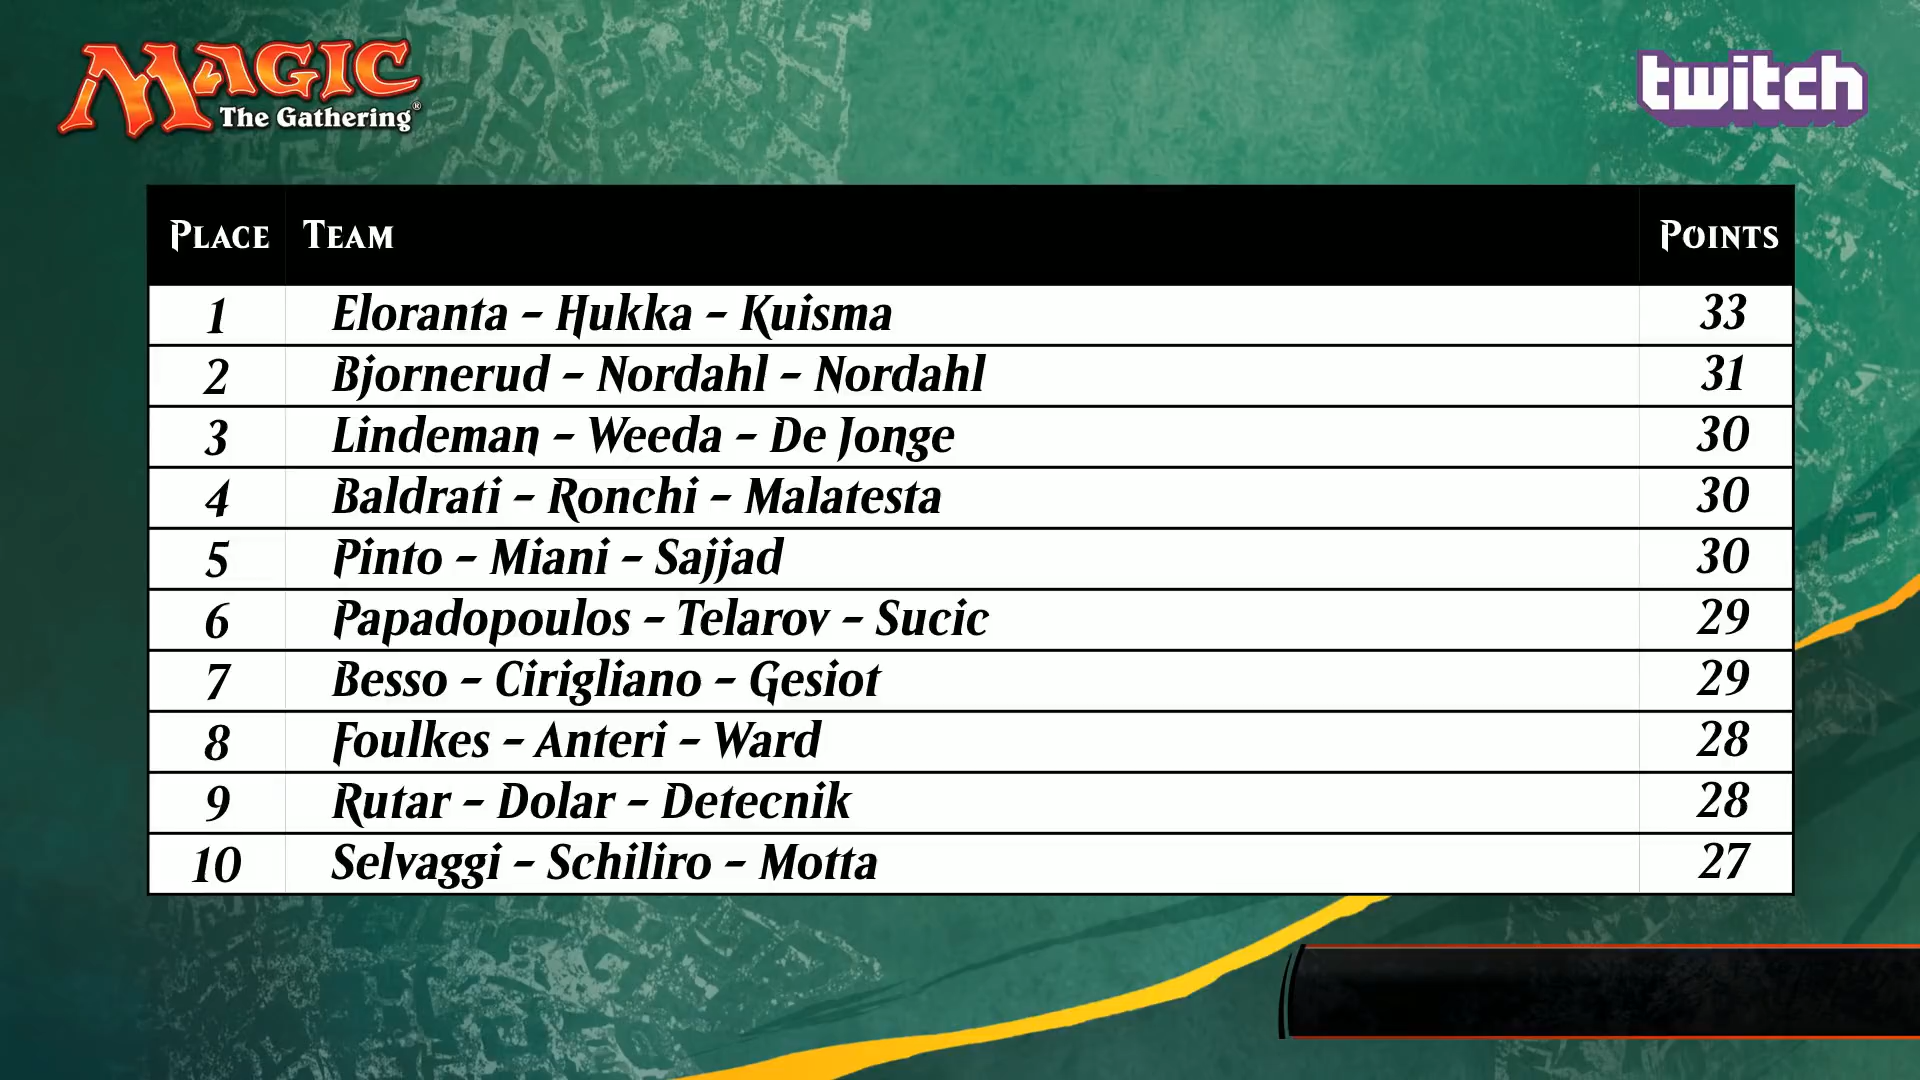 MAGIC
The Gathering®
twitch
PLACE TEAM POINTS
1 Eloranta - Hukka - Kuisma 33
2 Bjornerud - Nordahl - Nordahl 31
3 Lindeman - Weeda - De Jonge 30
4 Baldrati - Ronchi - Malatesta 30
5 Pinto - Miani - Sajjad 30
6 Papadopoulos - Telarov - Sucic 29
7 Besso - Cirigliano - Gesiot 29
8 Foulkes - Anteri - Ward 28
9 Rutar - Dolar - Detecnik 28
10 Selvaggi - Schiliro - Motta 27